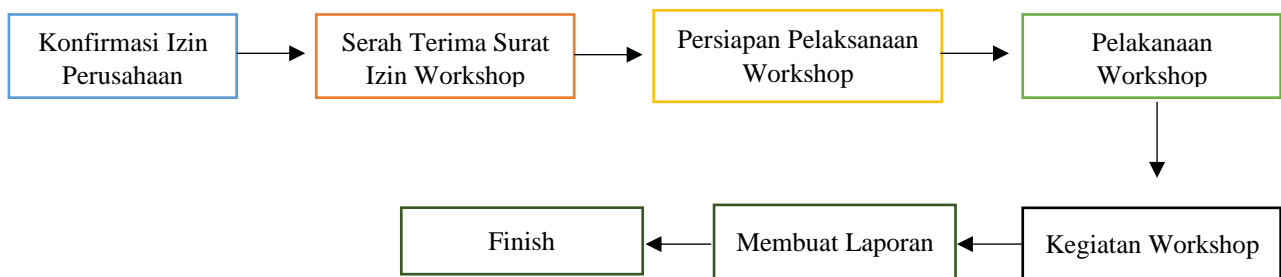 Konfirmasi Izin
Perusahaan
Serah Terima Surat
Izin Workshop
Persiapan Pelaksanaan
Workshop
Pelakanaan
Workshop
Kegiatan Workshop
Membuat Laporan
Finish